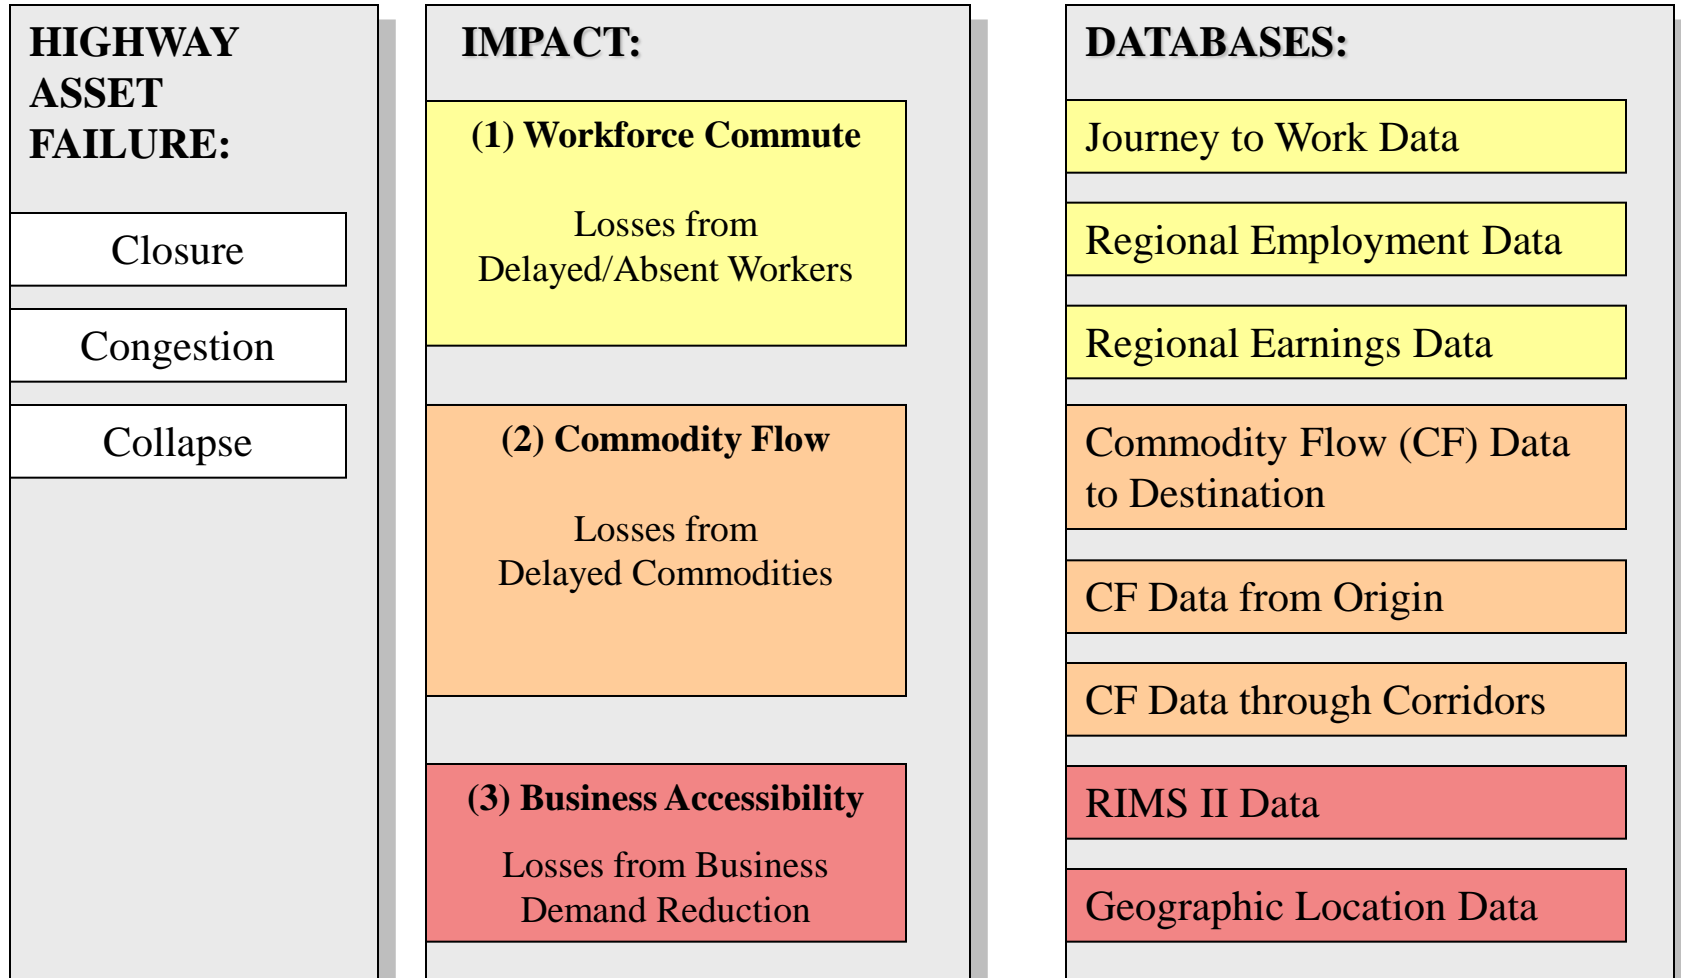 HIGHWAY
ASSET
FAILURE:
Closure
Congestion
Collapse
IMPACT:
(1) Workforce Commute
Losses from
Delayed/Absent Workers
(2) Commodity Flow
Losses from
Delayed Commodities
(3) Business Accessibility
Losses from Business
Demand Reduction
DATABASES:
Journey to Work Data
Regional Employment Data
Regional Earnings Data
Commodity Flow (CF) Data
to Destination
CF Data from Origin
CF Data through Corridors
RIMS II Data
Geographic Location Data